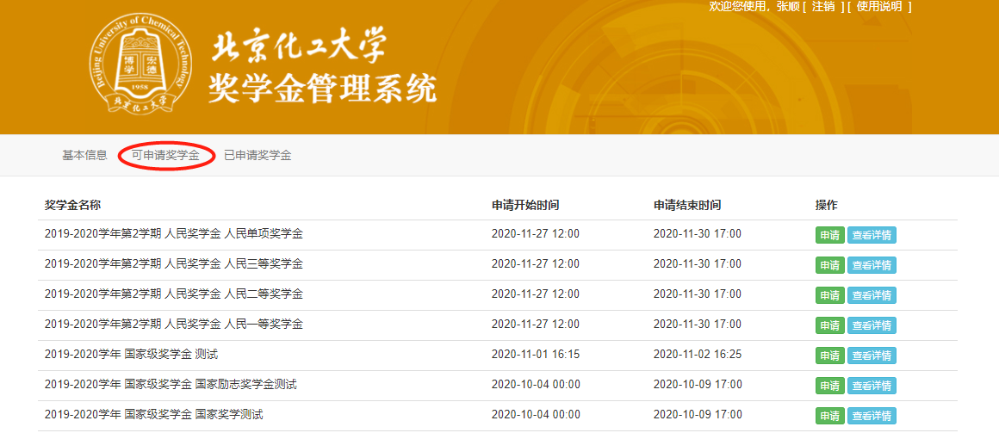 欢迎您使用，张顺 [ 注销 ] [ 使用说明 ]
Beijing University of Chemical Technology
博学 宏德
1958
北京化工大学
北京化工大学
奖学金管理系统
基本信息 可申请奖学金 已申请奖学金
奖学金名称 申请开始时间 申请结束时间 操作
2019-2020学年第2学期 人民奖学金 人民单项奖学金 2020-11-27 12:00 2020-11-30 17:00 申请 查看详情
2019-2020学年第2学期 人民奖学金 人民三等奖学金 2020-11-27 12:00 2020-11-30 17:00 申请 查看详情
2019-2020学年第2学期 人民奖学金 人民二等奖学金 2020-11-27 12:00 2020-11-30 17:00 申请 查看详情
2019-2020学年第2学期 人民奖学金 人民一等奖学金 2020-11-27 12:00 2020-11-30 17:00 申请 查看详情
2019-2020学年 国家级奖学金 测试 2020-11-01 16:15 2020-11-02 16:25 申请 查看详情
2019-2020学年 国家级奖学金 国家励志奖学金测试 2020-10-04 00:00 2020-10-09 17:00 申请 查看详情
2019-2020学年 国家级奖学金 国家奖学测试 2020-10-04 00:00 2020-10-09 17:00 申请 查看详情